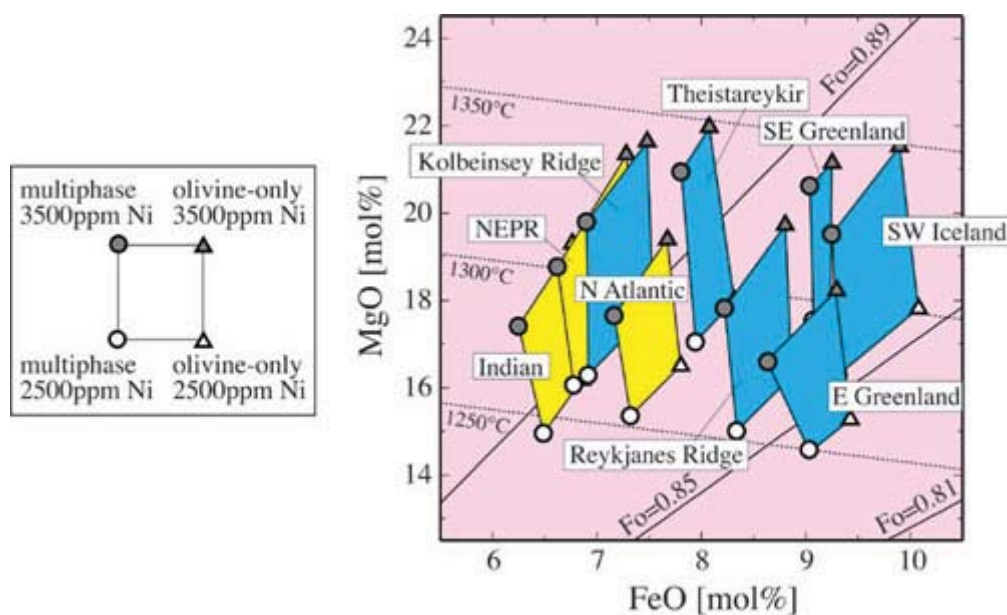 multiphase olivine-only
3500ppm Ni 3500ppm Ni
multiphase olivine-only
2500ppm Ni 2500ppm Ni
MgO [mol%]
24
22
20
18
16
14
1350°C
1300°C
1250°C
Fo=0.89
Theistareykir
SE Greenland
Kolbeinsey Ridge
NEPR
SW Iceland
N Atlantic
Indian
E Greenland
Reykjanes Ridge
Fo=0.85
Fo=0.81
6 7 8 9 10
FeO [mol%]